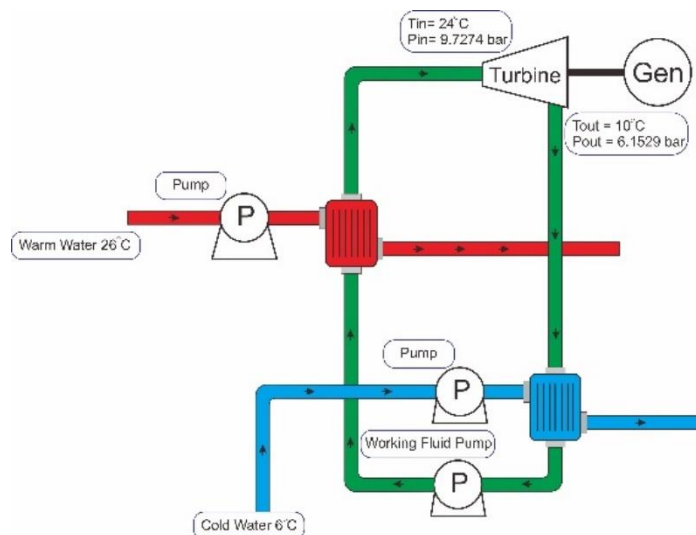 Tin= 24°C
Pin= 9.7274 bar
Turbine
Gen
Tout = 10°C
Pout = 6.1529 bar
Pump
P
Warm Water 26°C
Pump
P
Working Fluid Pump
P
Cold Water 6°C